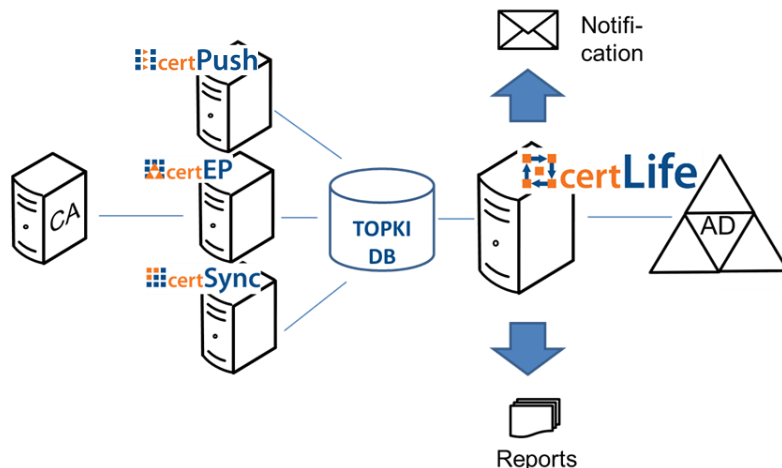 Notifi-
cation
certPush
certEP
certLife
CA
TOPKI
DB
AD
certSync
Reports